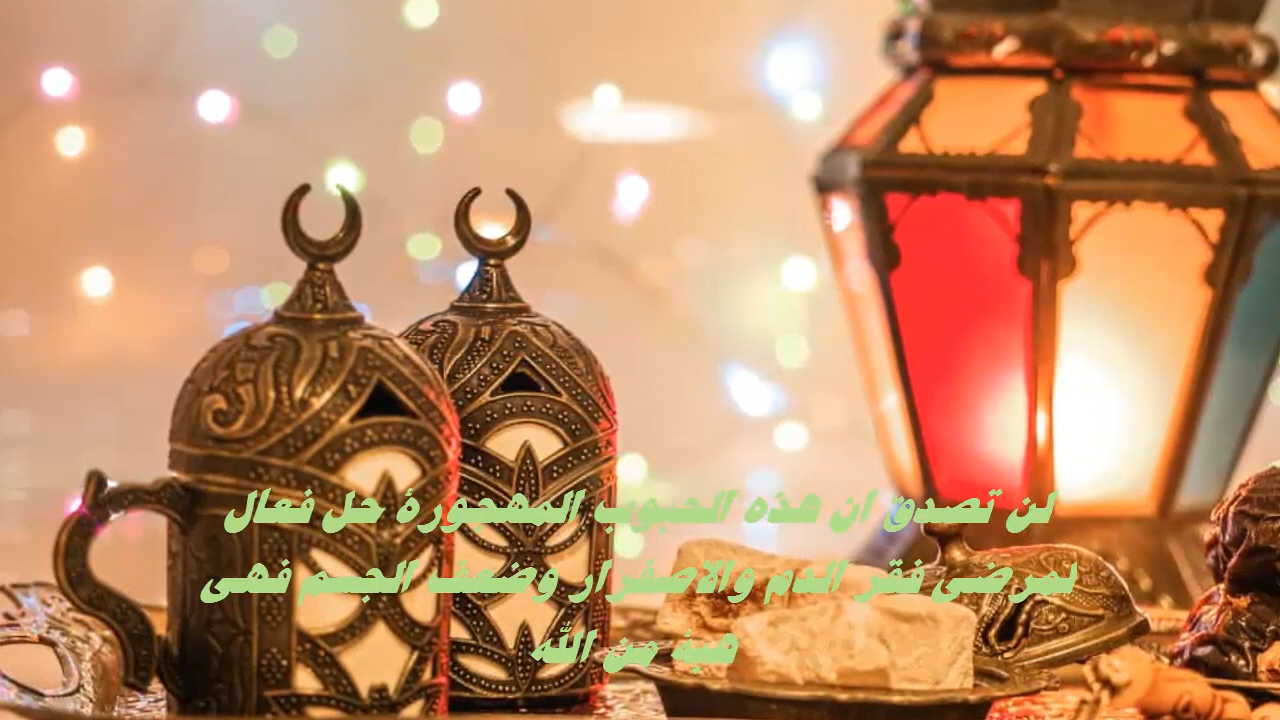 لن تصدق ان هذه الحبوب المهجورة حل فعال
لمرضى فقر الدم والاصفرار وضعف الجسم فهى
هبة من الله